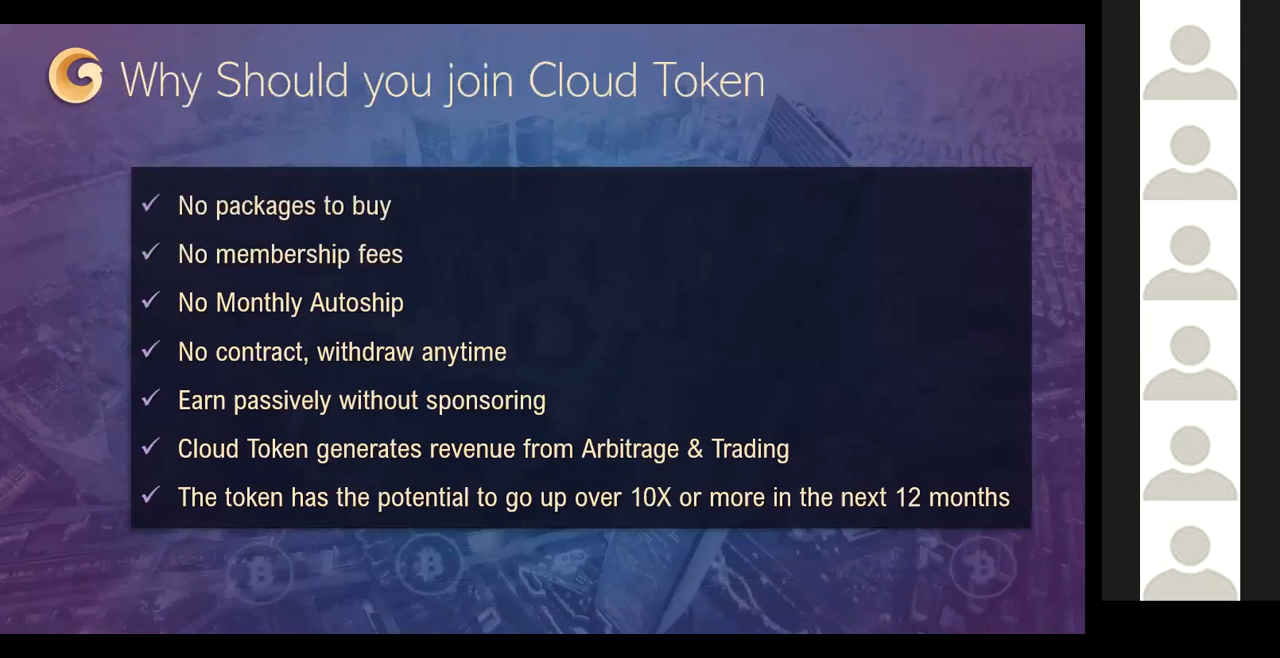 Why Should you join Cloud Token
No packages to buy
No membership fees
No Monthly Autoship
No contract, withdraw anytime
Earn passively without sponsoring
Cloud Token generates revenue from Arbitrage & Trading
The token has the potential to go up over 10X or more in the next 12 months